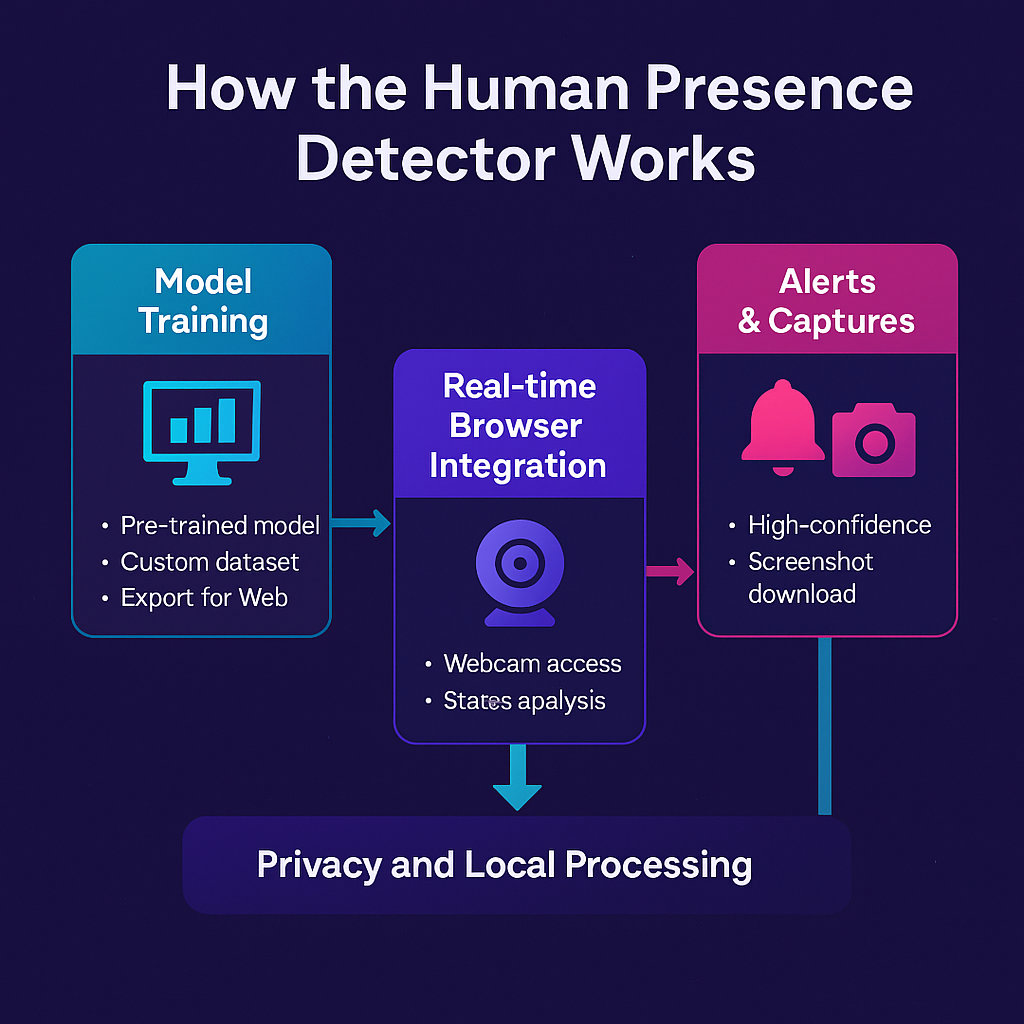 How the Human Presence
Detector Works
Model
Training
• Pre-trained model
• Custom dataset
• Export for Web
Real-time
Browser
Integration
• Webcam access
• States apalysis
Alerts
& Captures
• High-confidence
• Screenshot
download
Privacy and Local Processing